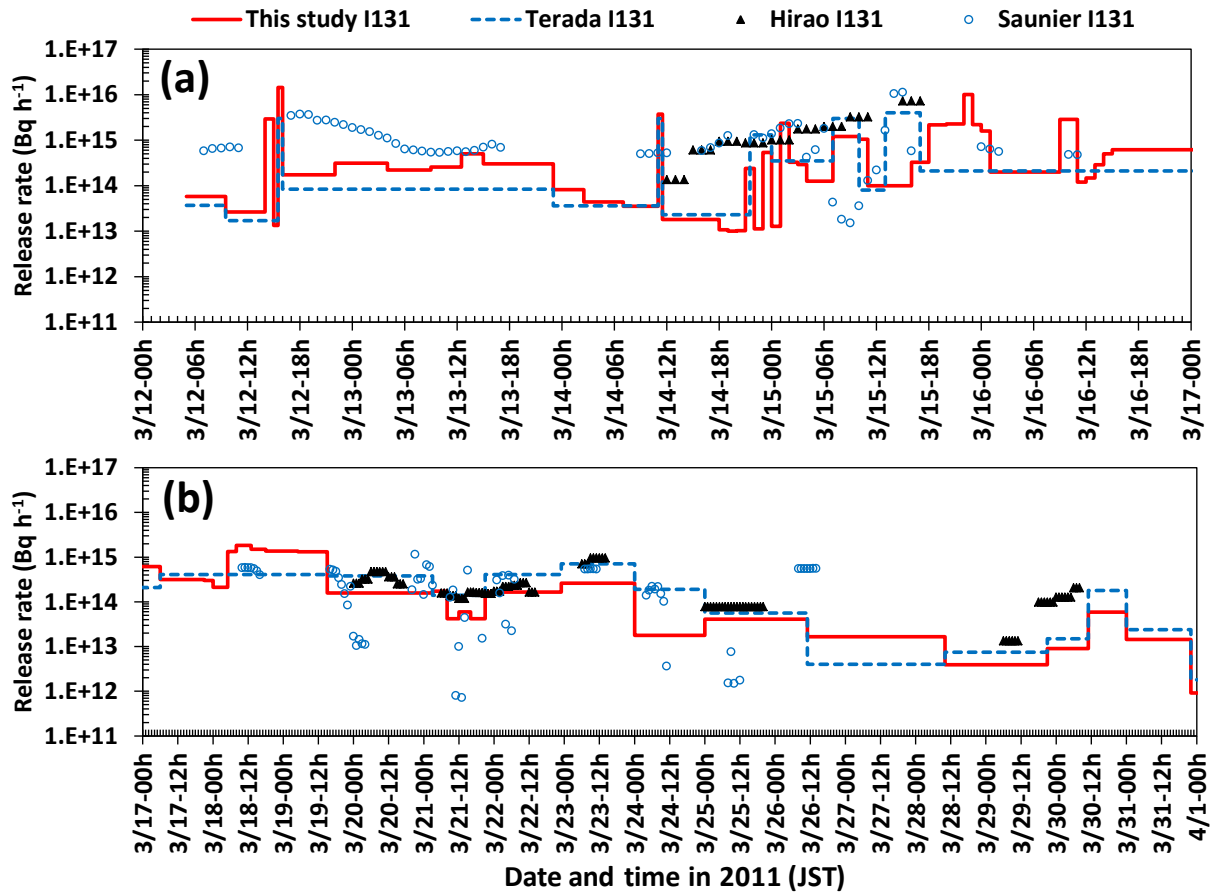 This study I131 Terada I131 Hirao I131 Saunier I131
(a)
Release rate (Bq h⁻¹)
1.E+17
1.E+16
1.E+15
1.E+14
1.E+13
1.E+12
1.E+11
3/12-00h 3/12-06h 3/12-12h 3/12-18h 3/13-00h 3/13-06h 3/13-12h 3/13-18h 3/14-00h 3/14-06h 3/14-12h 3/14-18h 3/15-00h 3/15-06h 3/15-12h 3/15-18h 3/16-00h 3/16-06h 3/16-12h 3/16-18h 3/17-00h
(b)
Release rate (Bq h⁻¹)
1.E+17
1.E+16
1.E+15
1.E+14
1.E+13
1.E+12
1.E+11
3/17-00h 3/17-12h 3/18-00h 3/18-12h 3/19-00h 3/19-12h 3/20-00h 3/20-12h 3/21-00h 3/21-12h 3/22-00h 3/22-12h 3/23-00h 3/23-12h 3/24-00h 3/24-12h 3/25-00h 3/25-12h 3/26-00h 3/26-12h 3/27-00h 3/27-12h 3/28-00h 3/28-12h 3/29-00h 3/29-12h 3/30-00h 3/30-12h 3/31-00h 3/31-12h 4/1-00h
Date and time in 2011 (JST)